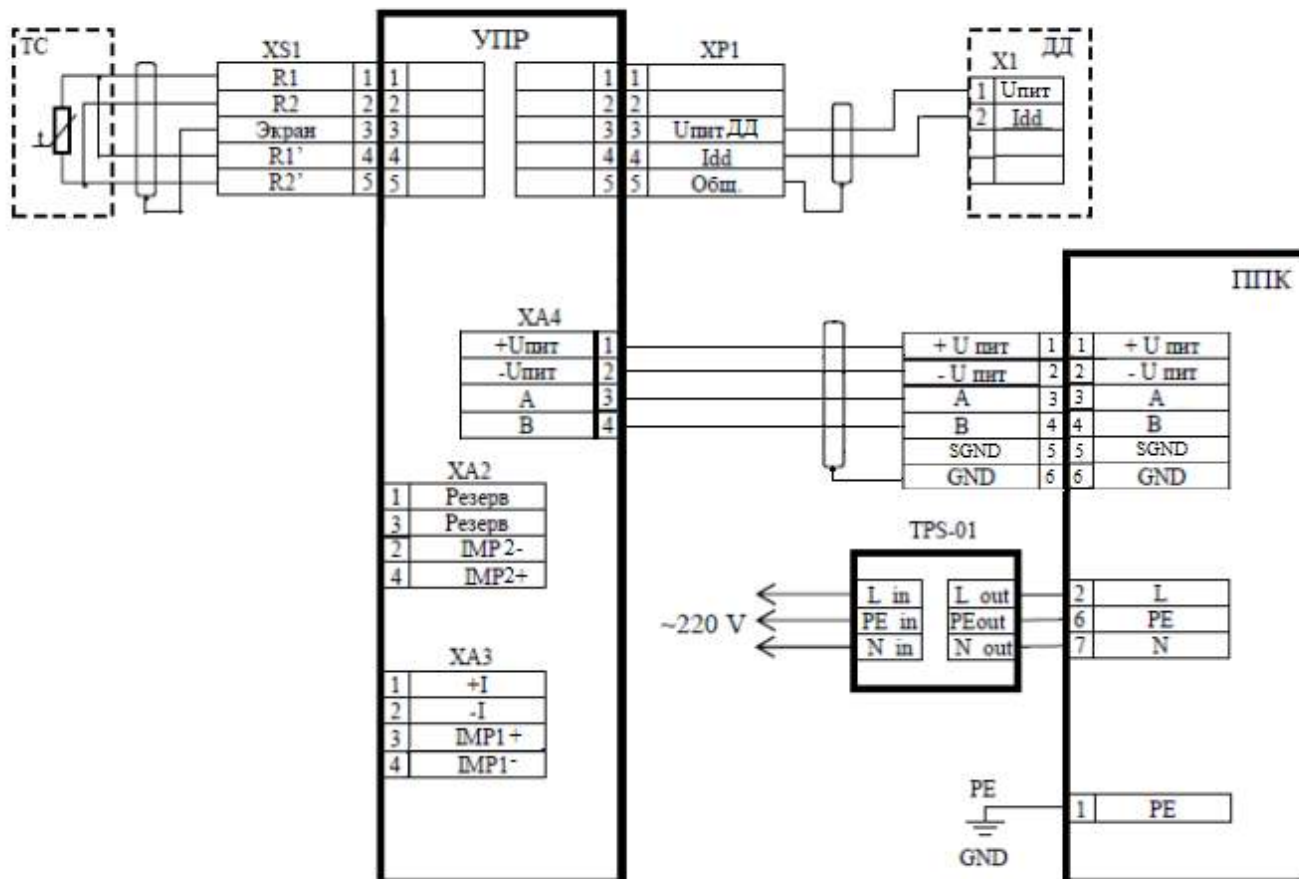 ТС
XS1
R1 1 1
R2 2 2
Экран 3 3
R1’ 4 4
R2’ 5 5
УПР
XP1
1 1
2 2
3 3 Uпит ДД
4 4 Idd
5 5 Общ.
X1 ДД
1 Uпит
2 Idd
ППК
XA4
+Uпит 1
-Uпит 2
A 3
B 4
+ U пит 1 1 + U пит
- U пит 2 2 - U пит
A 3 3 A
B 4 4 B
SGND 5 5 SGND
GND 6 6 GND
XA2
1 Резерв
3 Резерв
2 IMP2-
4 IMP2+
TPS-01
~220 V
L in L out 2 L
PE in PEout 6 PE
N in N out 7 N
XA3
1 +I
2 -I
3 IMP1+
4 IMP1-
PE
1 PE
GND